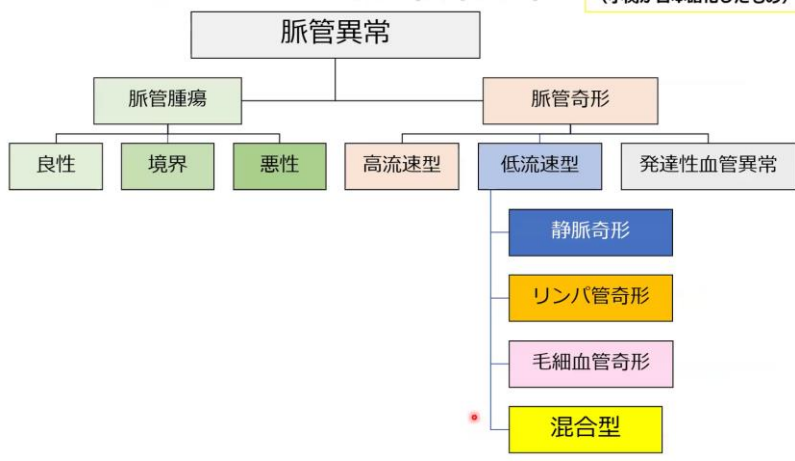 脈管異常
脈管腫瘍
脈管奇形
良性
境界
悪性
高流速型
低流速型
発達性血管異常
静脈奇形
リンパ管奇形
毛細血管奇形
混合型